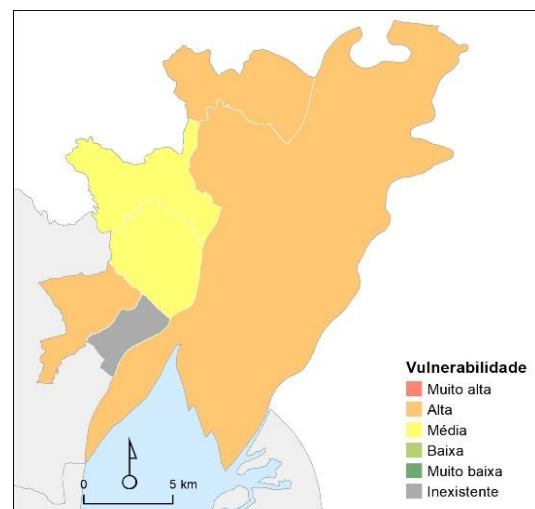 Vulnerabilidade
Muito alta
Alta
Média
Baixa
Muito baixa
Inexistente
0 5 km